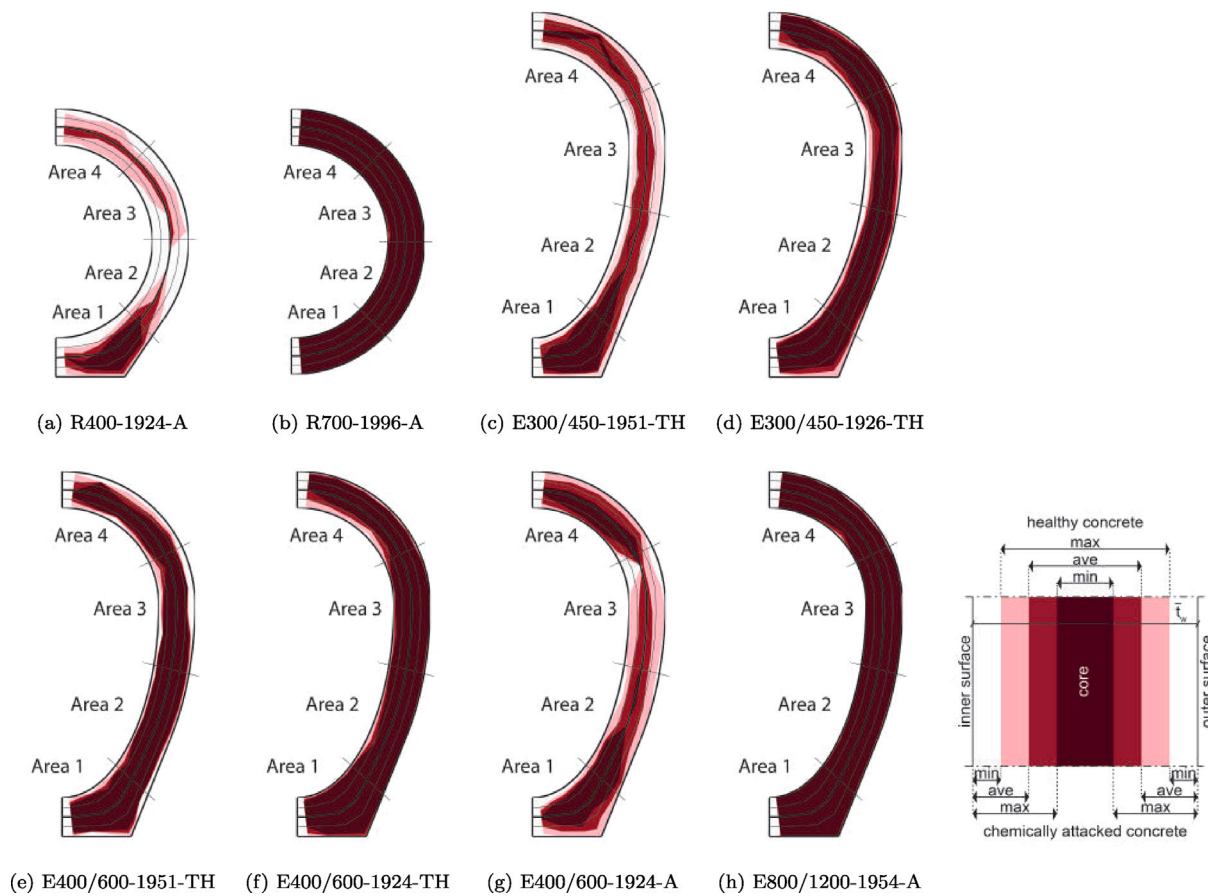 Area 4
Area 3
Area 2
Area 1
(a) R400-1924-A
Area 4
Area 3
Area 2
Area 1
(b) R700-1996-A
Area 4
Area 3
Area 2
Area 1
(c) E300/450-1951-TH
Area 4
Area 3
Area 2
Area 1
(d) E300/450-1926-TH
Area 4
Area 3
Area 2
Area 1
(e) E400/600-1951-TH
Area 4
Area 3
Area 2
Area 1
(f) E400/600-1924-TH
Area 4
Area 3
Area 2
Area 1
(g) E400/600-1924-A
Area 4
Area 3
Area 2
Area 1
(h) E800/1200-1954-A
healthy concrete
max
ave
min
t̄w
inner surface
core
outer surface
min min
ave ave
max max
chemically attacked concrete